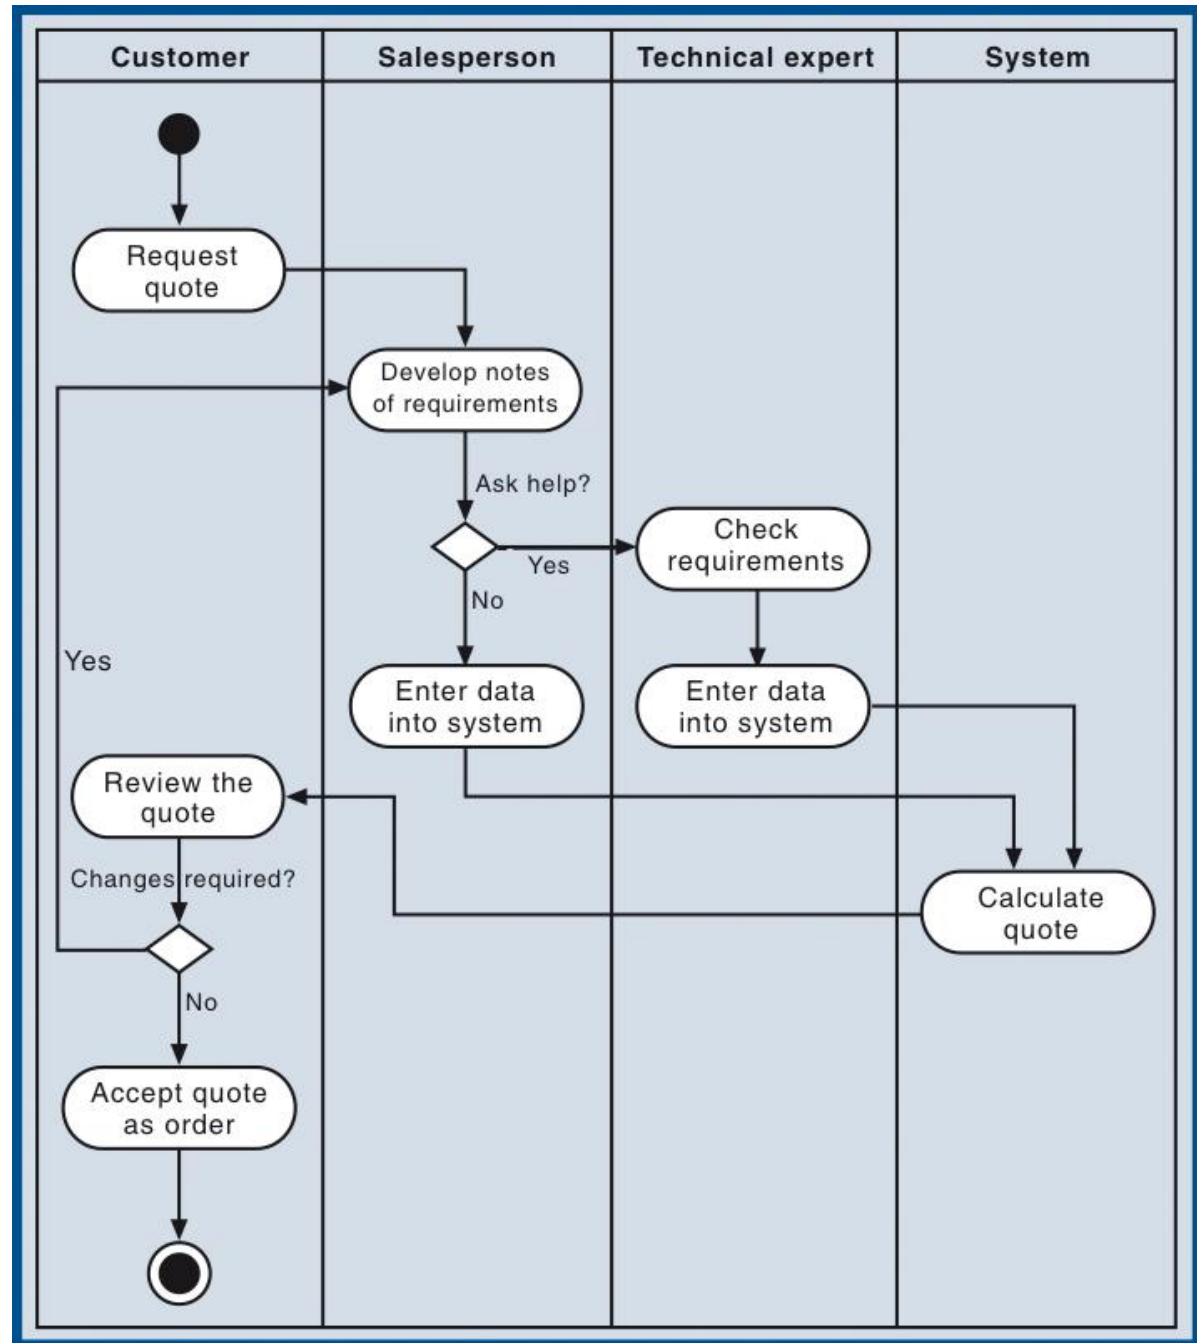 Customer
Salesperson
Technical expert
System
Request
quote
Develop notes
of requirements
Ask help?
Check
requirements
Yes
No
Yes
Enter data
into system
Enter data
into system
Review the
quote
Changes required?
Calculate
quote
No
Accept quote
as order